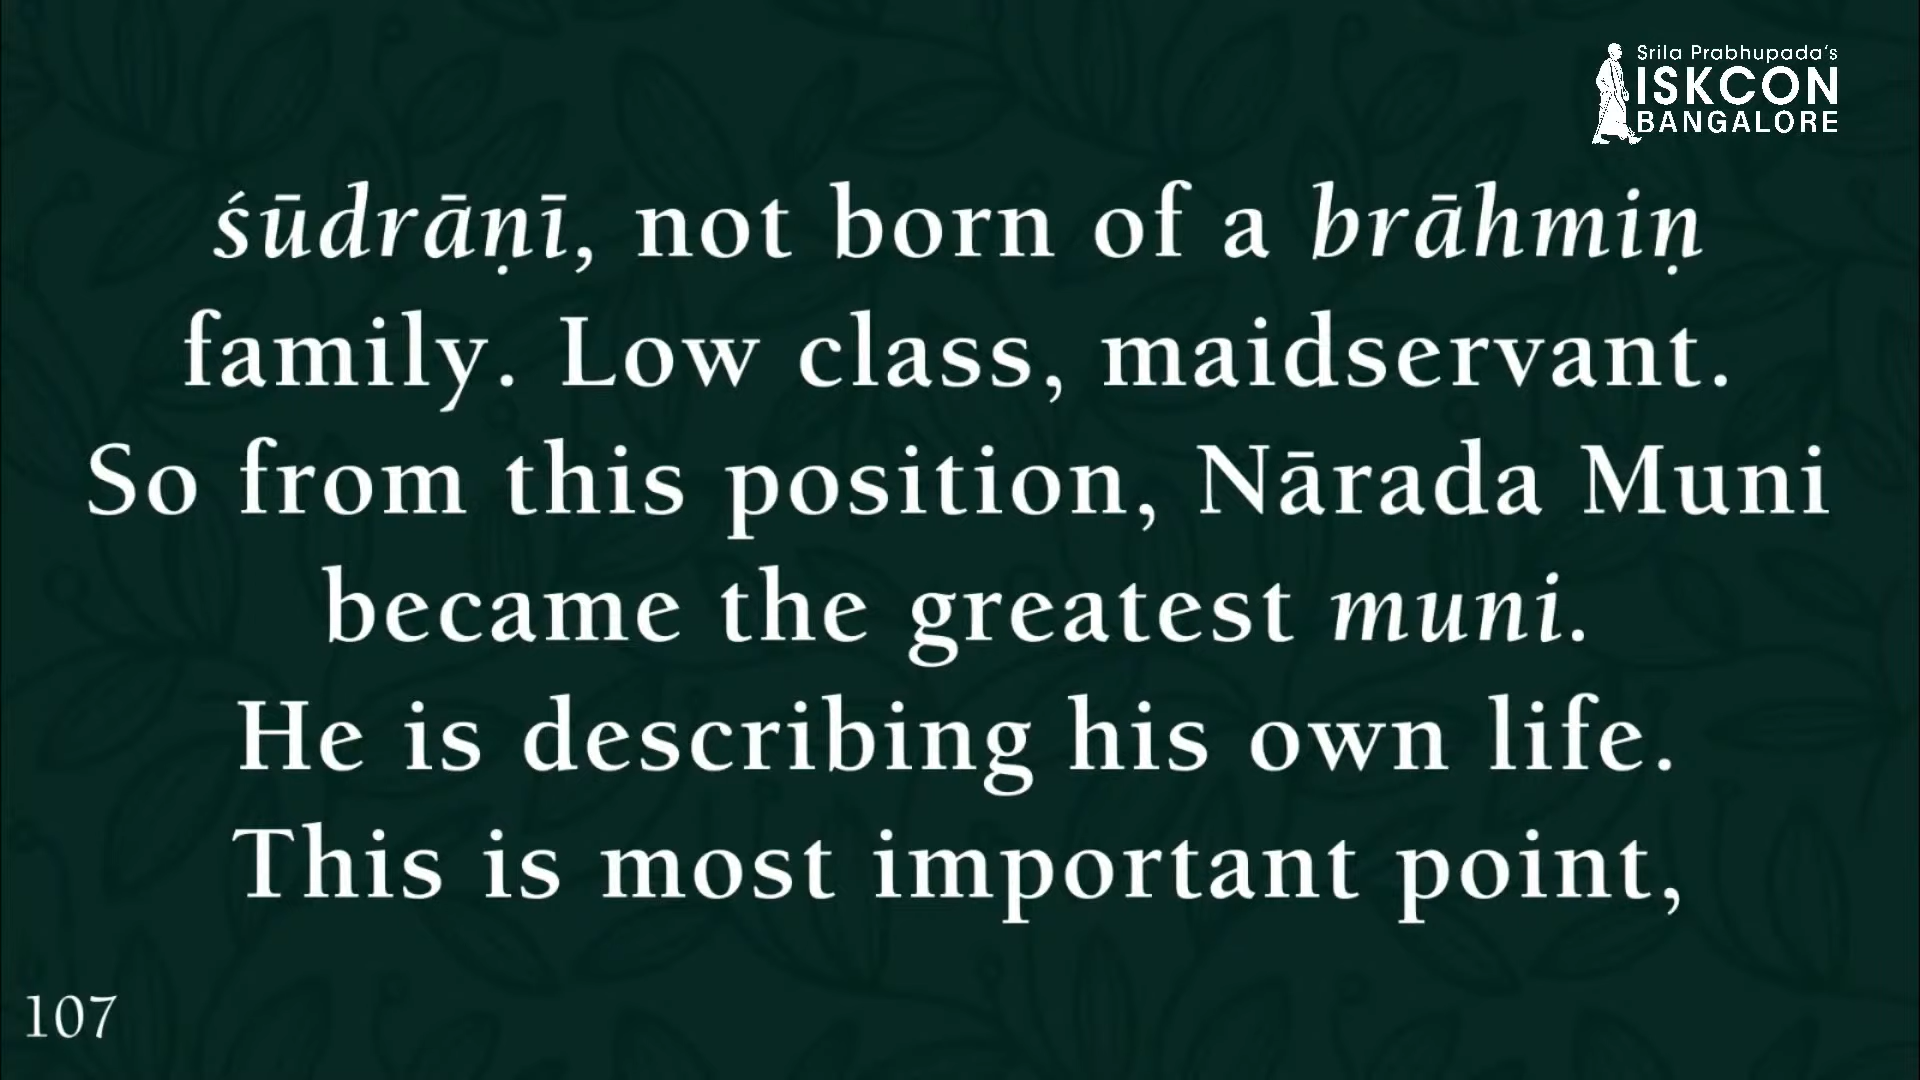 Srila Prabhupada's
ISKCON
BANGALORE
śūdrāṇī, not born of a brāhmiṇ
family. Low class, maidservant.
So from this position, Nārada Muni
became the greatest muni.
He is describing his own life.
This is most important point,
107